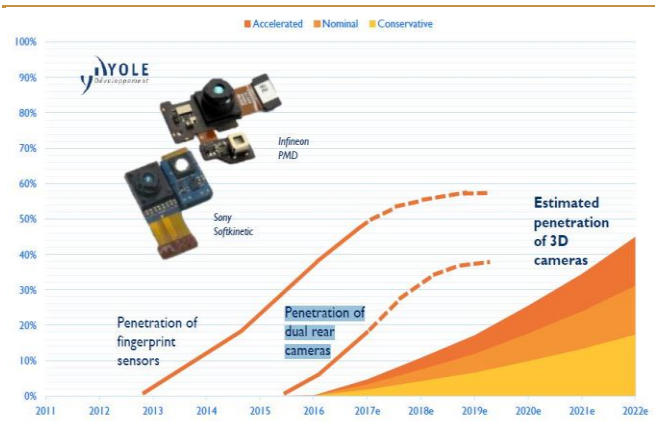 Accelerated Nominal Conservative
100%
YOLE
Développement
90%
80%
70%
60%
50%
40%
30%
20%
10%
0%
Infineon
PMD
Sony
Softkinetic
Estimated
penetration
of 3D
cameras
Penetration of
fingerprint
sensors
Penetration of
dual rear
cameras
2011 2012 2013 2014 2015 2016 2017e 2018e 2019e 2020e 2021e 2022e